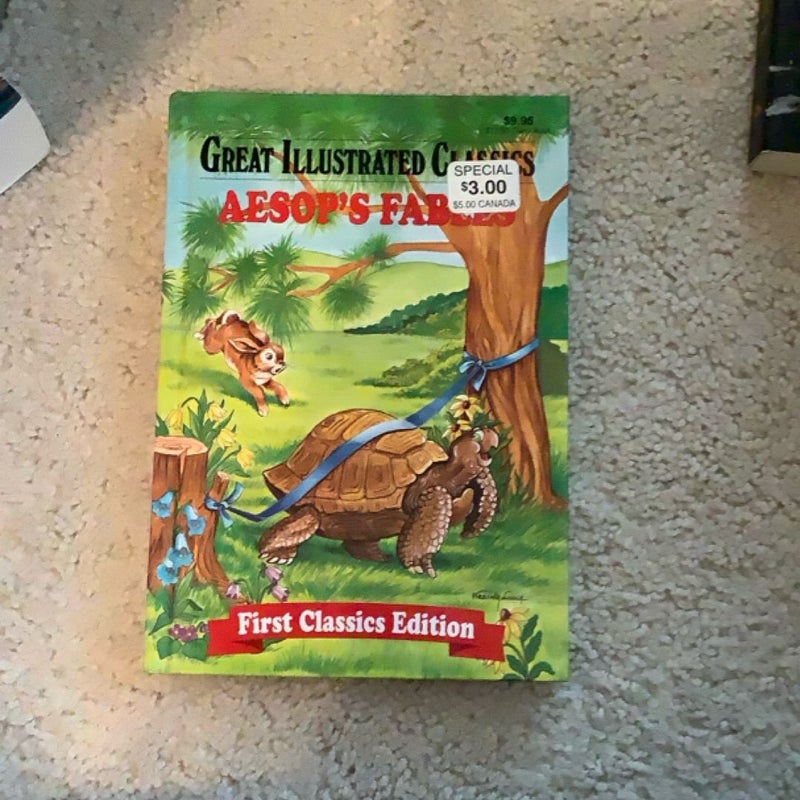 $9.95
GREAT ILLUSTRATED CLASSICS
SPECIAL
$3.00
$5.00 CANADA
AESOP'S FABLES
First Classics Edition